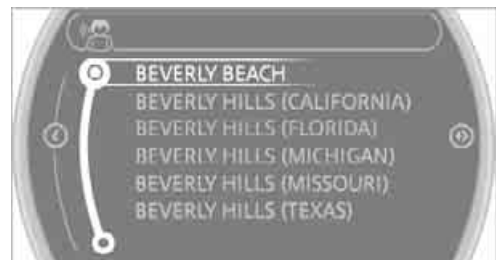 BEVERLY BEACH
BEVERLY HILLS (CALIFORNIA)
BEVERLY HILLS (FLORIDA)
BEVERLY HILLS (MICHIGAN)
BEVERLY HILLS (MISSOURI)
BEVERLY HILLS (TEXAS)